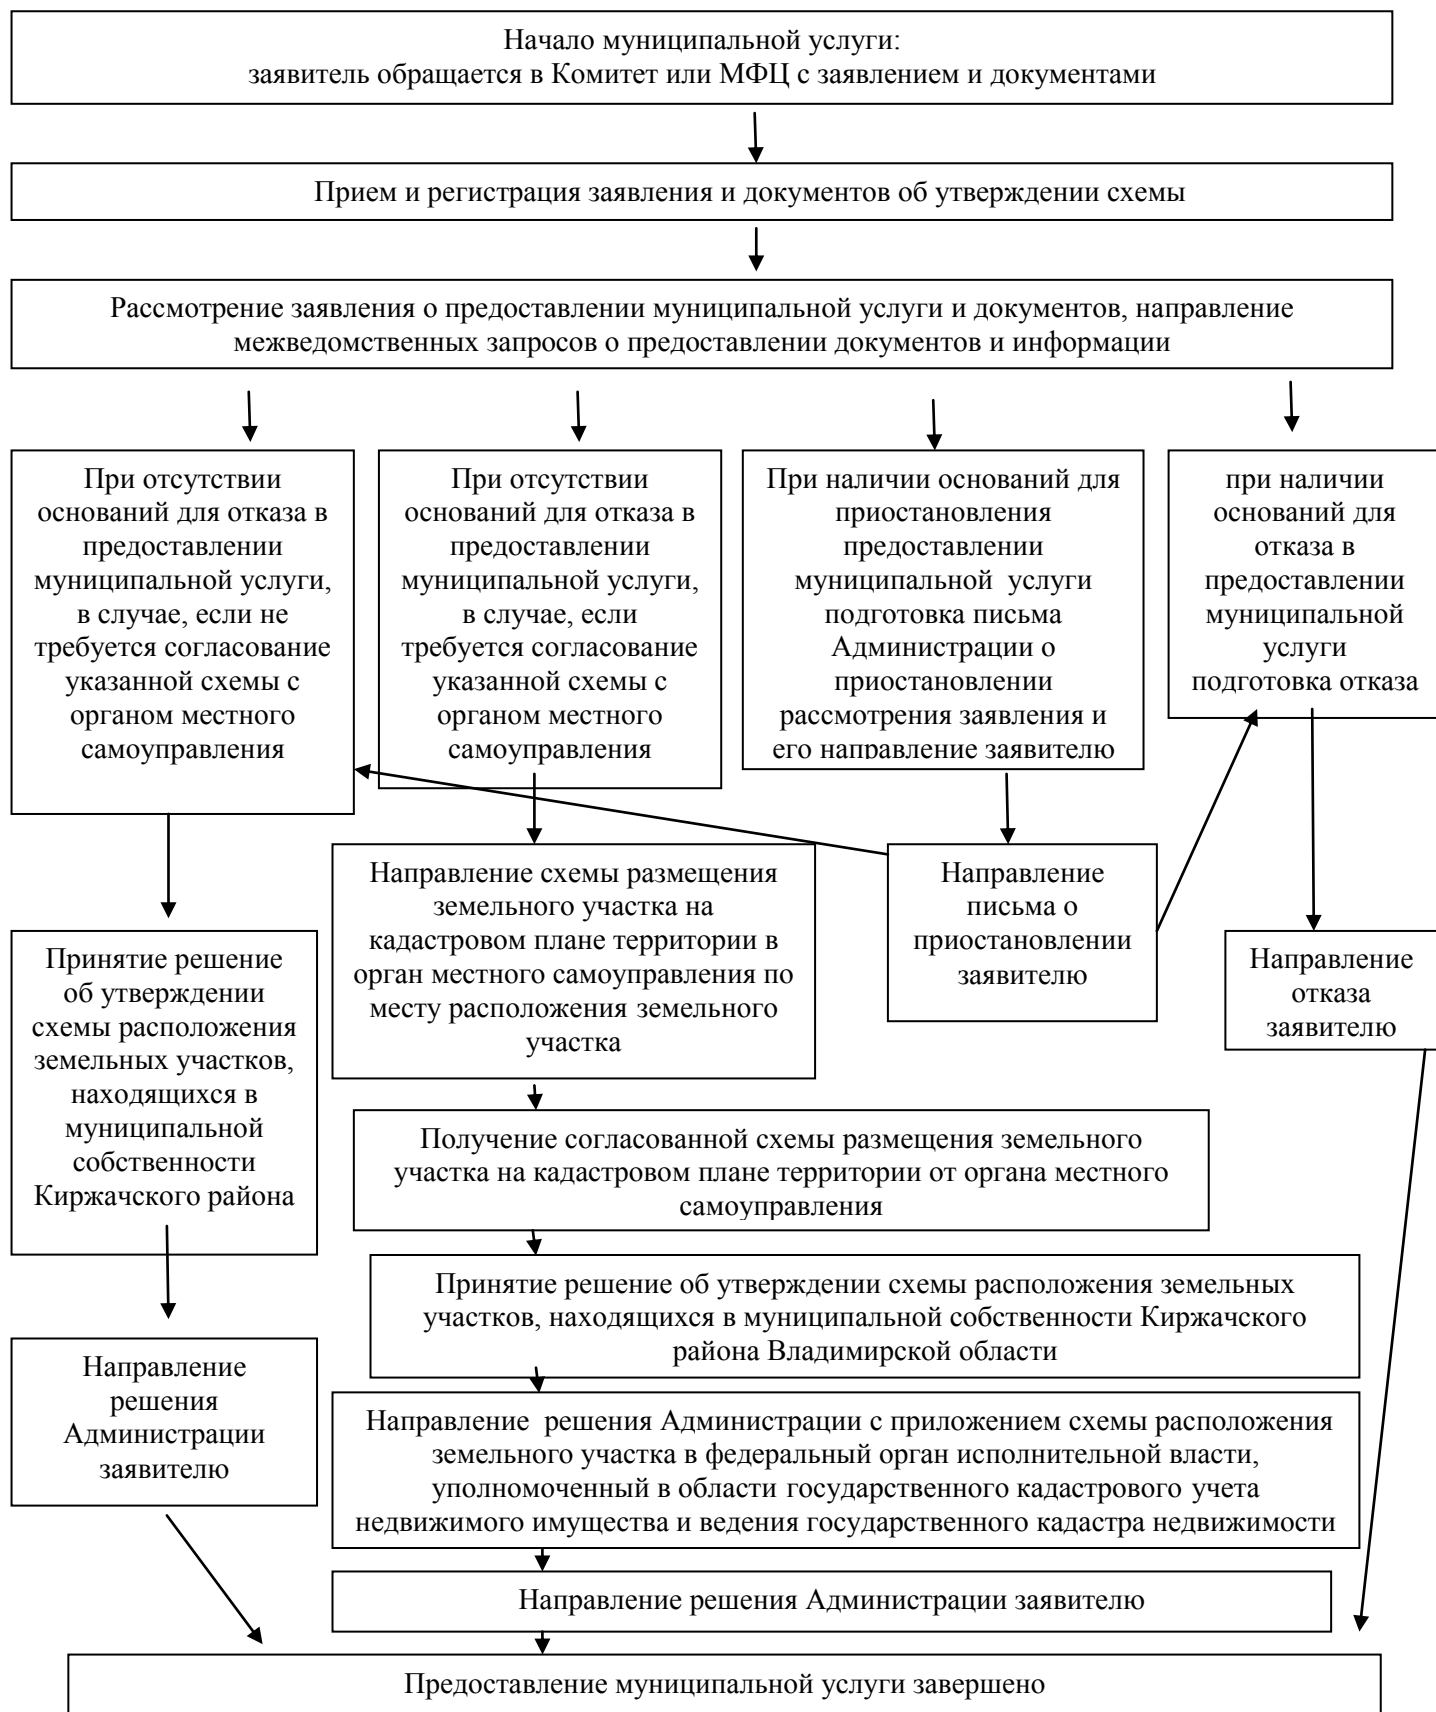 Начало муниципальной услуги:
заявитель обращается в Комитет или МФЦ с заявлением и документами
Прием и регистрация заявления и документов об утверждении схемы
Рассмотрение заявления о предоставлении муниципальной услуги и документов, направление
межведомственных запросов о предоставлении документов и информации
При отсутствии
оснований для отказа в
предоставлении
муниципальной услуги,
в случае, если не
требуется согласование
указанной схемы с
органом местного
самоуправления
При отсутствии
оснований для отказа в
предоставлении
муниципальной услуги,
в случае, если
требуется согласование
указанной схемы с
органом местного
самоуправления
При наличии оснований для
приостановления
предоставлении
муниципальной услуги
подготовка письма
Администрации о
приостановлении
рассмотрения заявления и
его направление заявителю
при наличии
оснований для
отказа в
предоставлении
муниципальной
услуги
подготовка отказа
Направление схемы размещения
земельного участка на
кадастровом плане территории в
орган местного самоуправления по
месту расположения земельного
участка
Направление
письма о
приостановлении
заявителю
Принятие решение
об утверждении
схемы расположения
земельных участков,
находящихся в
муниципальной
собственности
Киржачского района
Направление
отказа
заявителю
Получение согласованной схемы размещения земельного
участка на кадастровом плане территории от органа местного
самоуправления
Принятие решение об утверждении схемы расположения земельных
участков, находящихся в муниципальной собственности Киржачского
района Владимирской области
Направление
решения
Администрации
заявителю
Направление решения Администрации с приложением схемы расположения
земельного участка в федеральный орган исполнительной власти,
уполномоченный в области государственного кадастрового учета
недвижимого имущества и ведения государственного кадастра недвижимости
Направление решения Администрации заявителю
Предоставление муниципальной услуги завершено